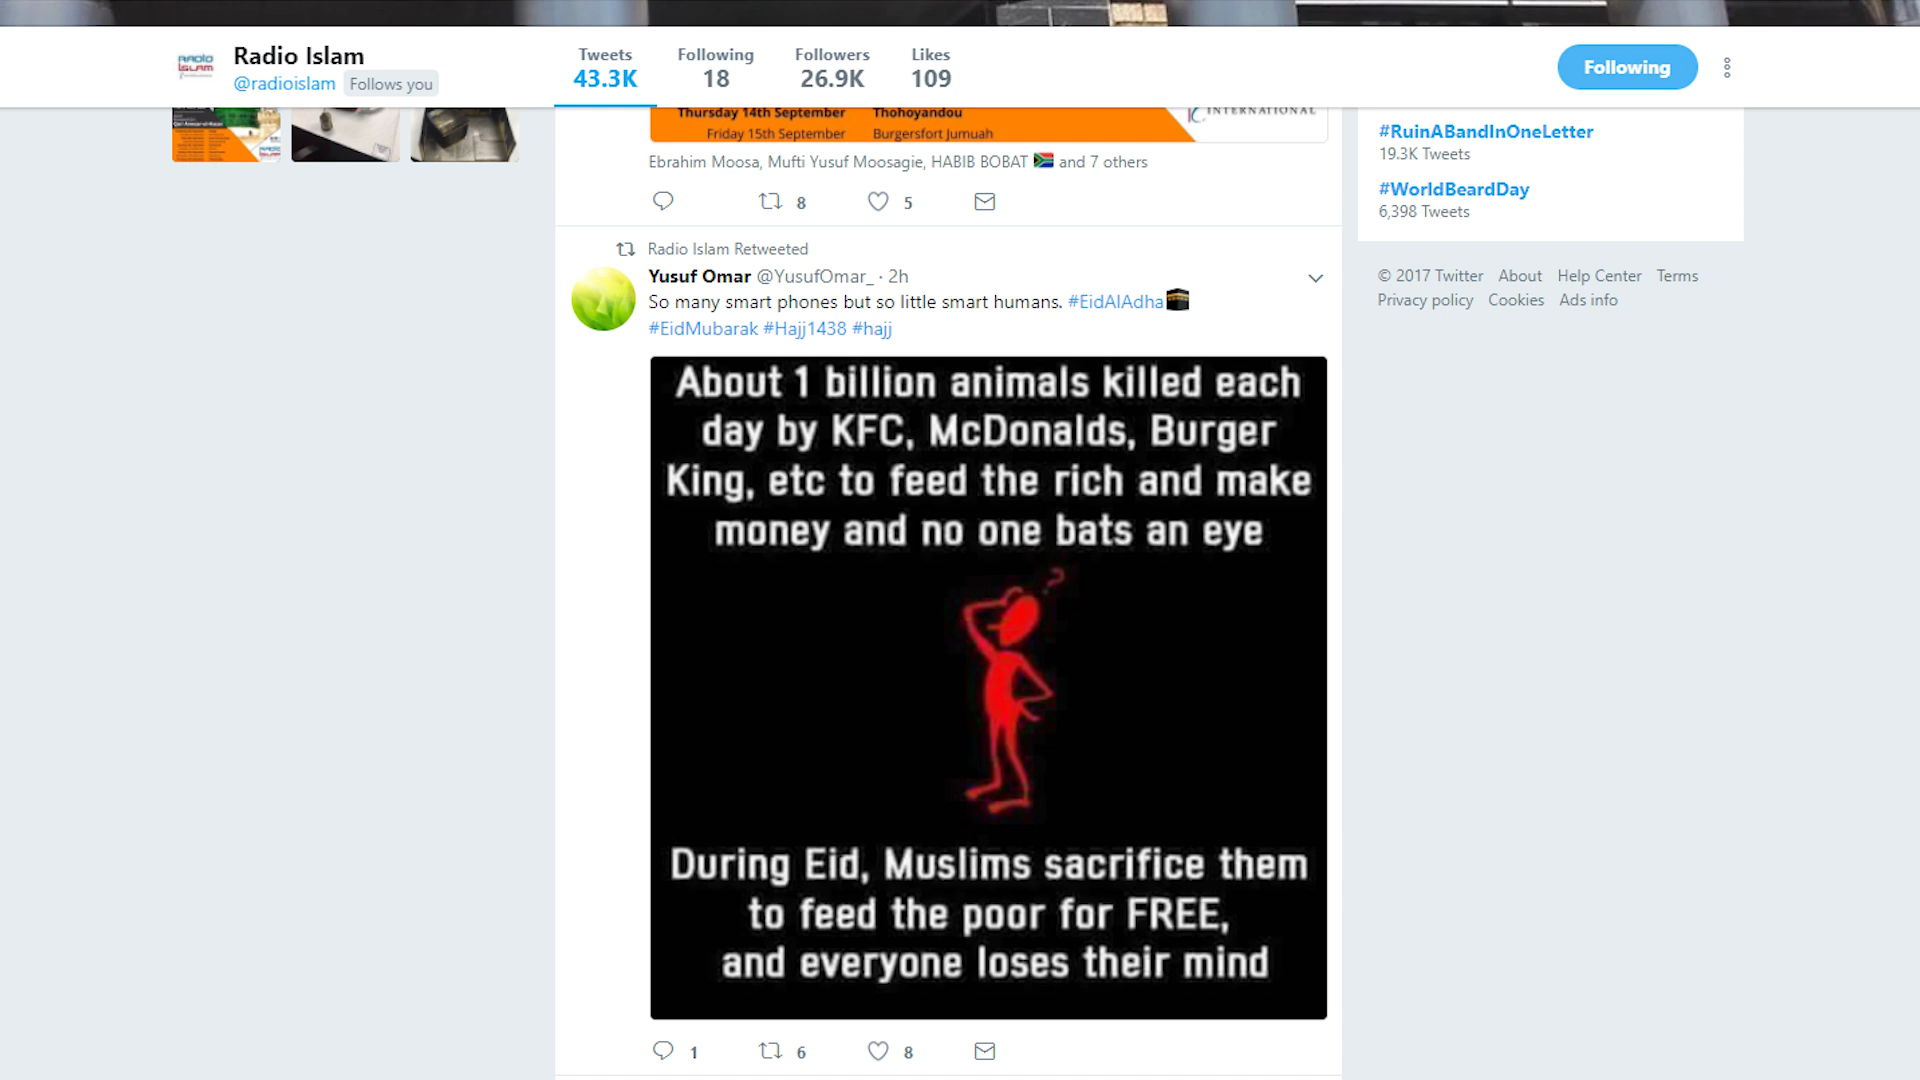 Radio Islam
@radioislam Follows you
Tweets Following Followers Likes
43.3K 18 26.9K 109
Following
RADIO
ISLAM
Thursday 14th September Thohoyandou
Friday 15th September Burgersfort Jumuah
INTERNATIONAL
Ebrahim Moosa, Mufti Yusuf Moosagie, HABIB BOBAT 🇿🇦 and 7 others
8 5
Radio Islam Retweeted
Yusuf Omar @YusufOmar_ · 2h
So many smart phones but so little smart humans. #EidAlAdha🕋
#EidMubarak #Hajj1438 #hajj
About 1 billion animals killed each
day by KFC, McDonalds, Burger
King, etc to feed the rich and make
money and no one bats an eye
?
During Eid, Muslims sacrifice them
to feed the poor for FREE,
and everyone loses their mind
1 6 8
#RuinABandInOneLetter
19.3K Tweets
#WorldBeardDay
6,398 Tweets
© 2017 Twitter About Help Center Terms
Privacy policy Cookies Ads info